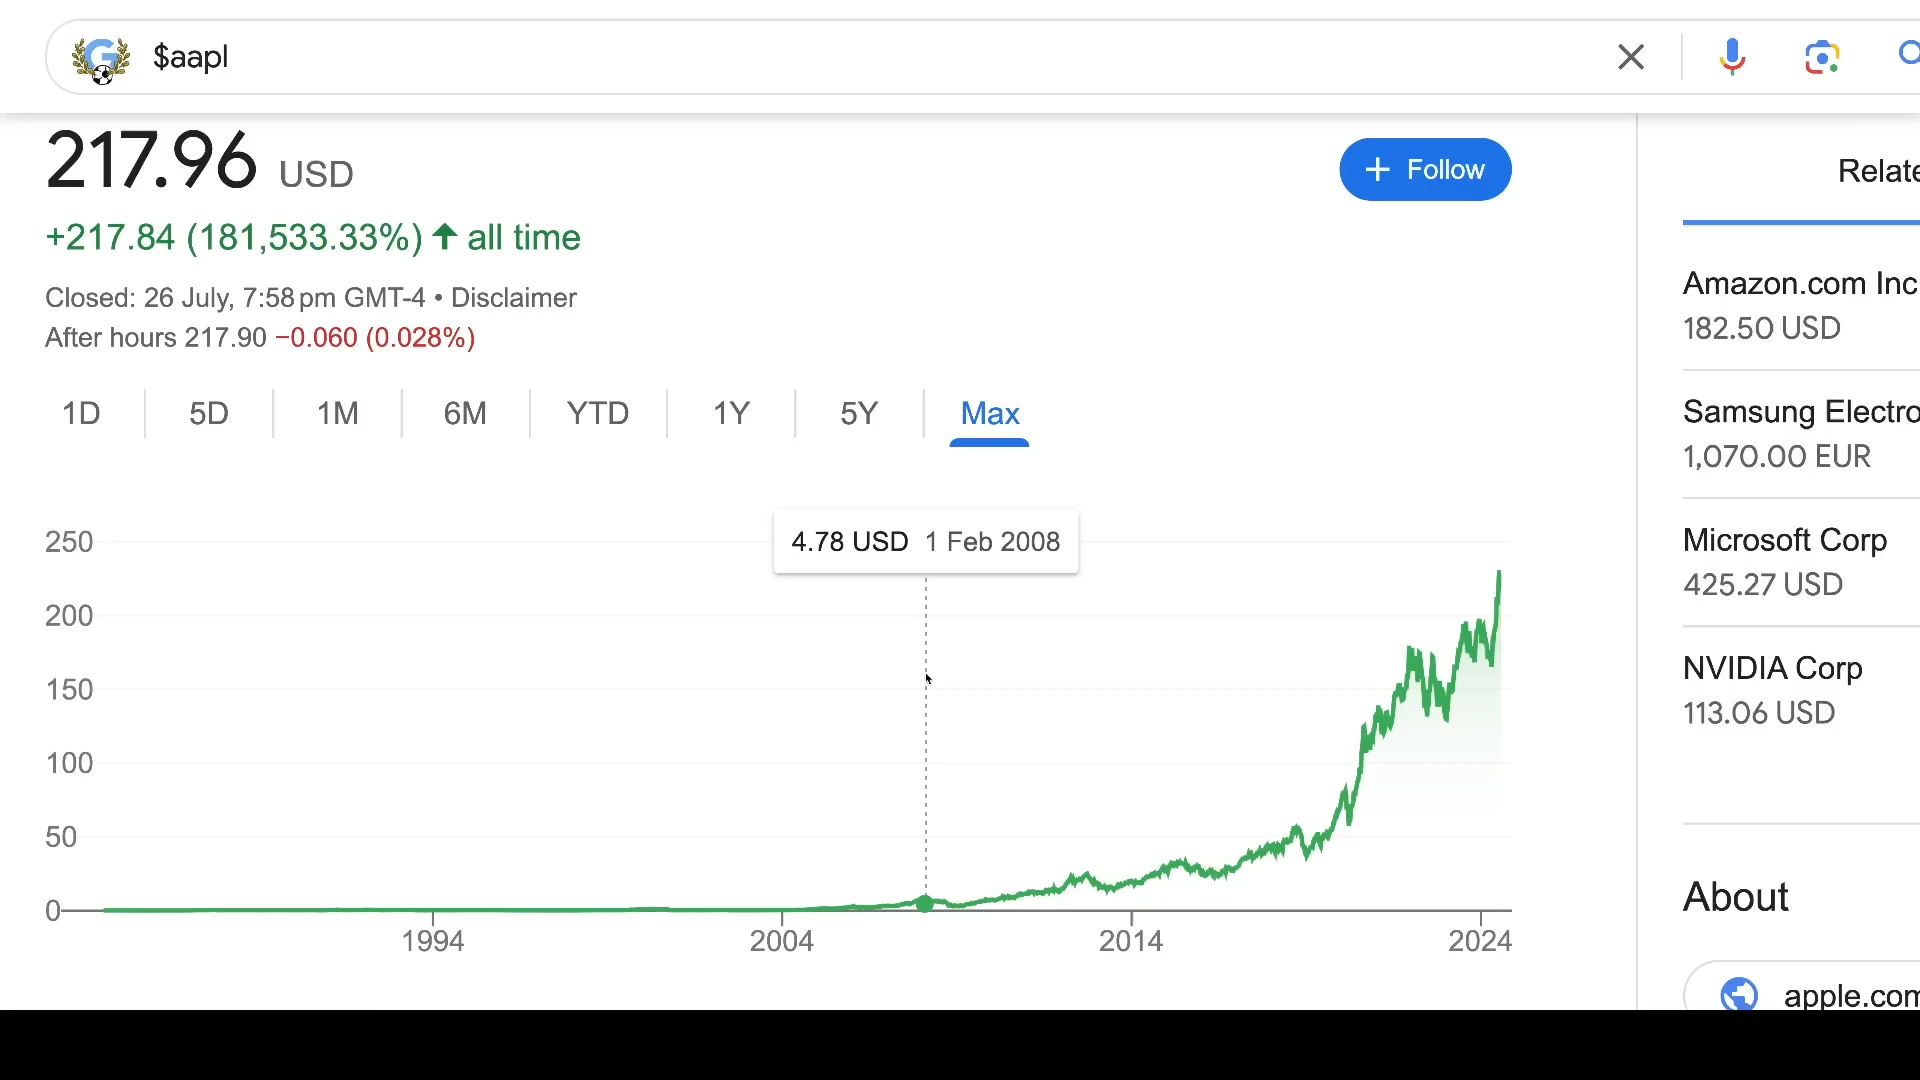 $aapl
217.96 USD
+ Follow
+217.84 (181,533.33%) ↑ all time
Closed: 26 July, 7:58 pm GMT-4 • Disclaimer
After hours 217.90 −0.060 (0.028%)
1D 5D 1M 6M YTD 1Y 5Y Max
4.78 USD 1 Feb 2008
250
200
150
100
50
0
1994 2004 2014 2024
Relate
Amazon.com Inc
182.50 USD
Samsung Electro
1,070.00 EUR
Microsoft Corp
425.27 USD
NVIDIA Corp
113.06 USD
About
apple.com